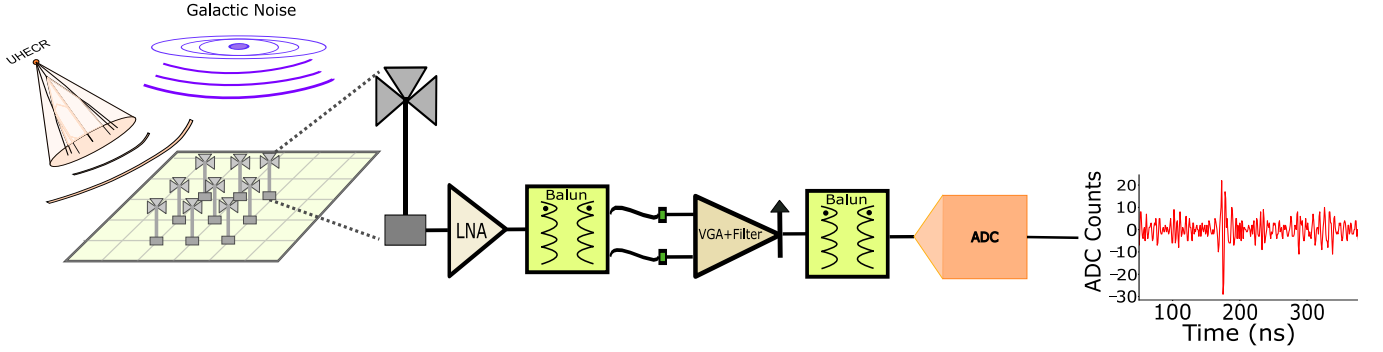 Galactic Noise
UHECR
LNA
Balun
VGA+Filter
Balun
ADC
ADC Counts
20
10
0
−10
−20
−30
100
200
300
Time (ns)